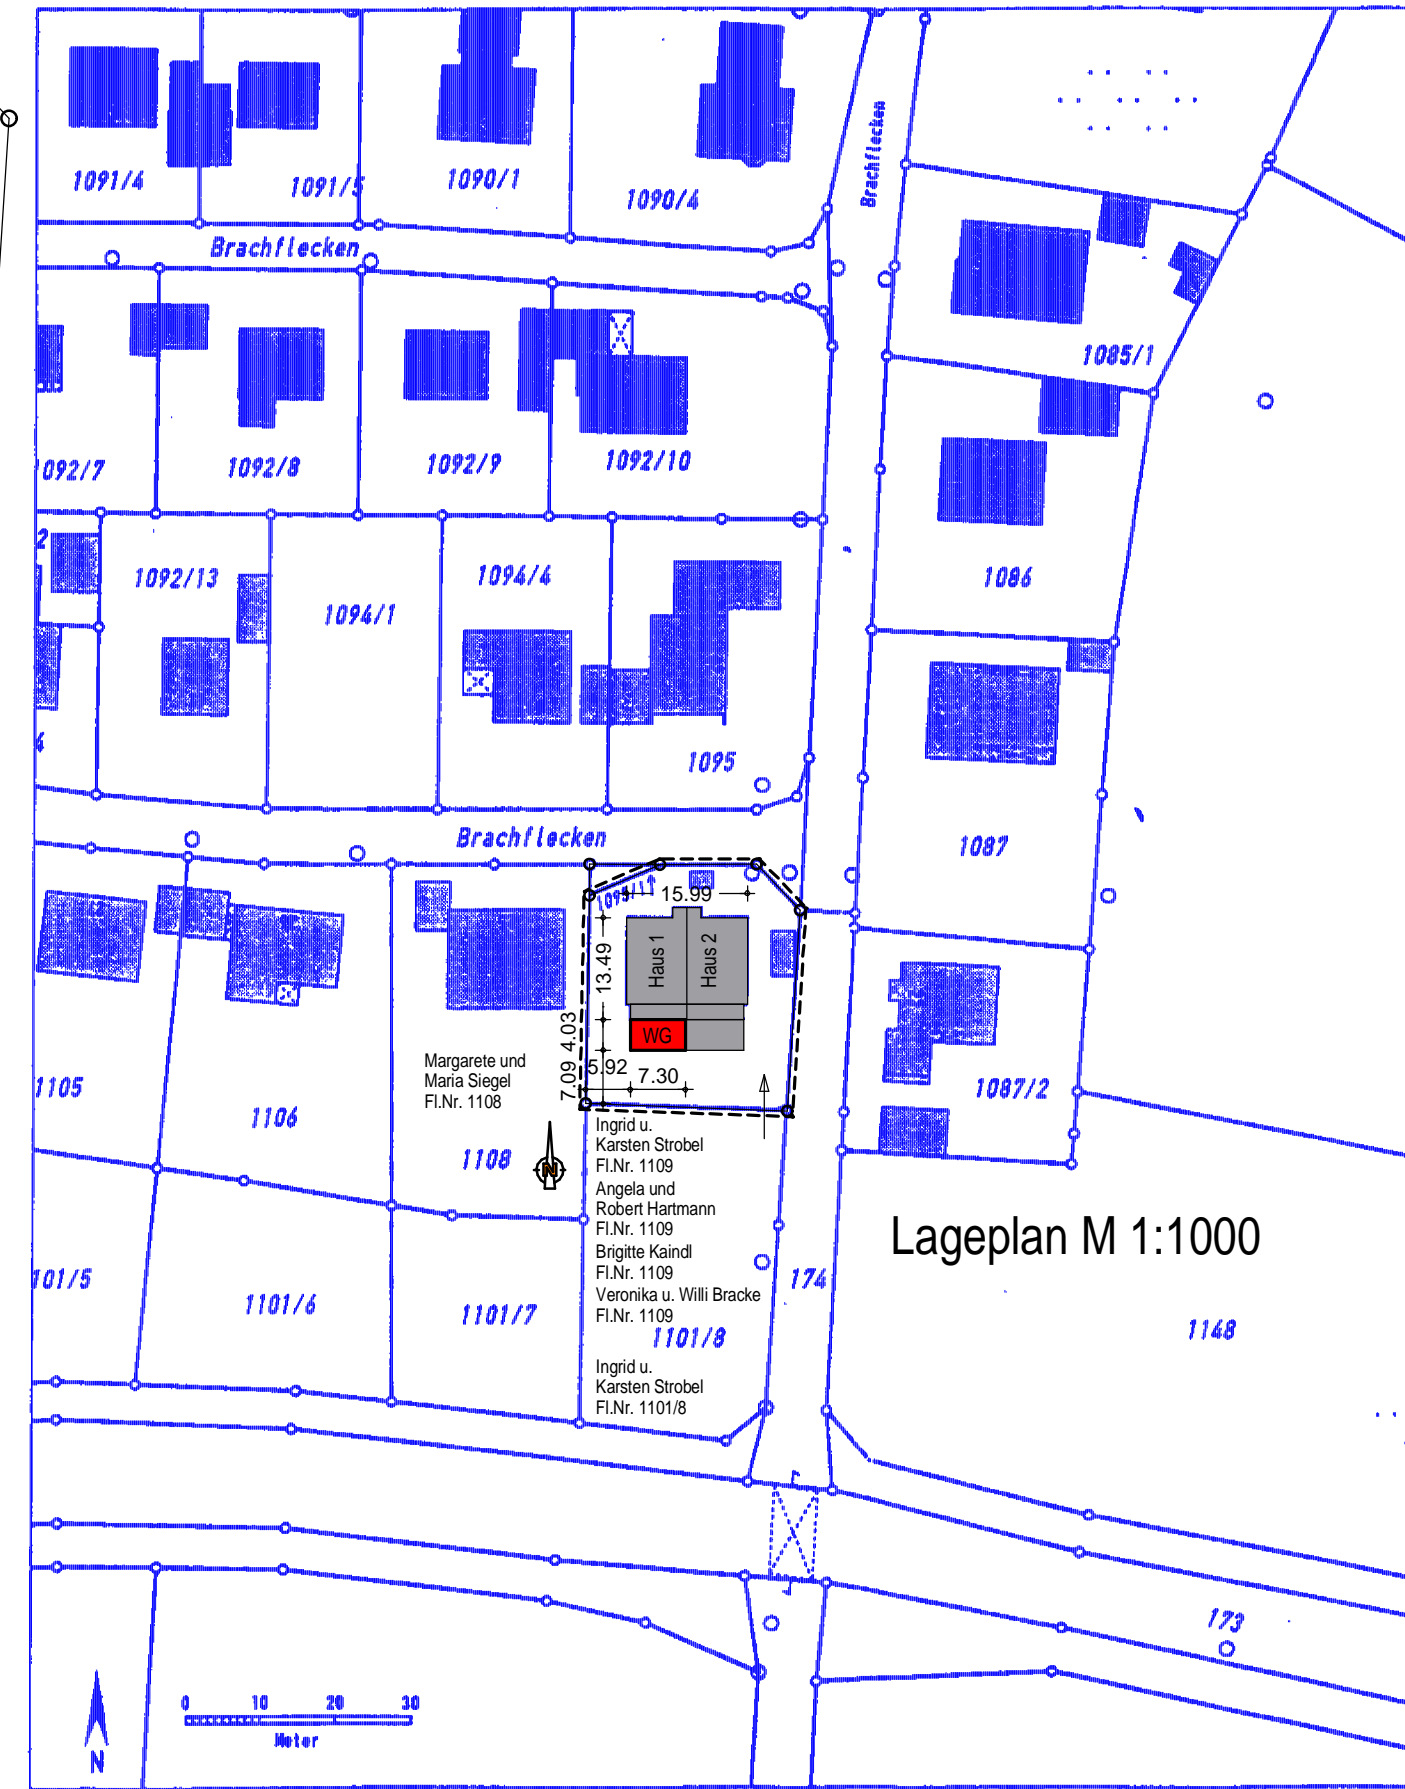 1091/4
1091/5
1090/1
1090/4
Brachflecken
Brachflecken
1085/1
092/7
1092/8
1092/9
1092/10
2
1092/13
1094/1
1094/4
1086
4
1095
1087
Brachflecken
1095/1
15.99
13.49
Haus 1
Haus 2
WG
4.03
7.09
5.92
7.30
Margarete und
Maria Siegel
Fl.Nr. 1108
1105
1106
1108
1087/2
N
Ingrid u.
Karsten Strobel
Fl.Nr. 1109
Angela und
Robert Hartmann
Fl.Nr. 1109
Brigitte Kaindl
Fl.Nr. 1109
Veronika u. Willi Bracke
Fl.Nr. 1109
Lageplan M 1:1000
101/5
1101/6
1101/7
1101/8
174
1148
Ingrid u.
Karsten Strobel
Fl.Nr. 1101/8
173
0 10 20 30
Meter
N